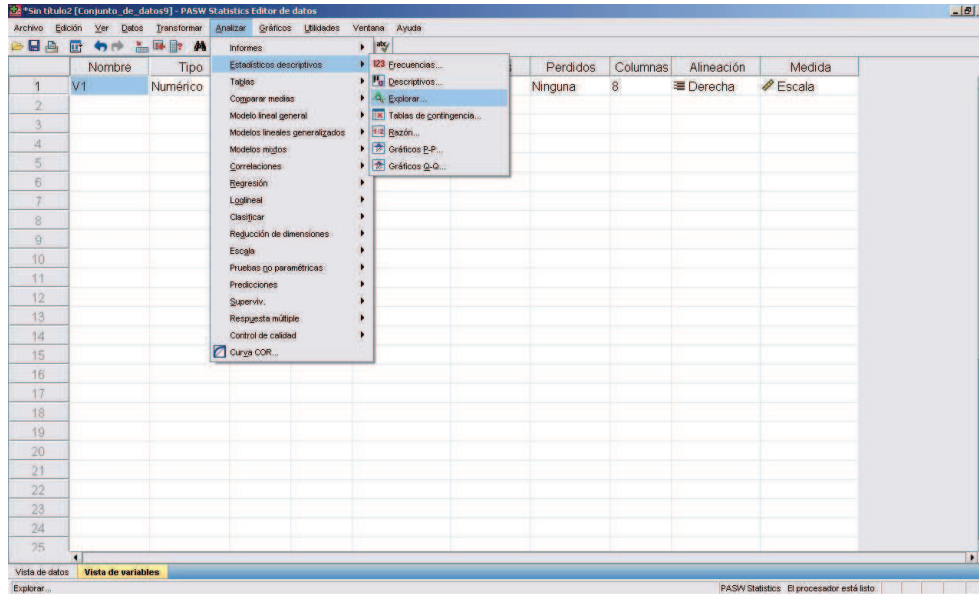 *Sin título2 [Conjunto_de_datos9] - PASW Statistics Editor de datos
Archivo Edición Ver Datos Transformar Analizar Gráficos Utilidades Ventana Ayuda
Nombre Tipo Perdidos Columnas Alineación Medida
1 V1 Numérico Ninguna 8 Derecha Escala
2
3
4
5
6
7
8
9
10
11
12
13
14
15
16
17
18
19
20
21
22
23
24
25
Informes
Estadísticos descriptivos
Tablas
Comparar medias
Modelo lineal general
Modelos lineales generalizados
Modelos mixtos
Correlaciones
Regresión
Loglineal
Clasificar
Reducción de dimensiones
Escala
Pruebas no paramétricas
Predicciones
Superviv.
Respuesta múltiple
Control de calidad
Curva COR...
123 Frecuencias...
Descriptivos...
Explorar...
Tablas de contingencia...
Razón...
Gráficos P-P...
Gráficos Q-Q...
Vista de datos Vista de variables
Explorar... PASW Statistics El procesador está listo